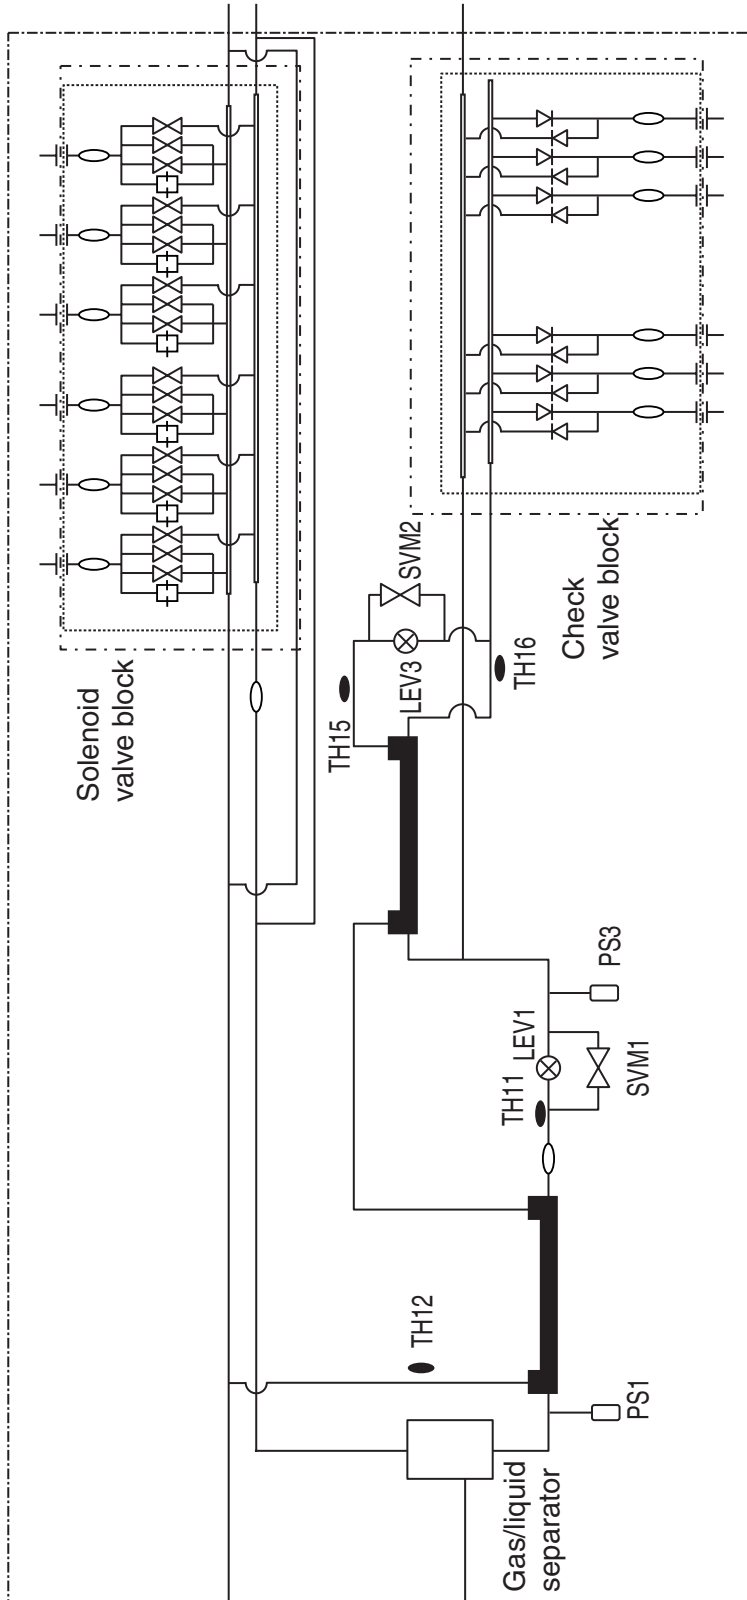 Solenoid
valve block
TH15
LEV3
SVM2
TH16
Check
valve block
TH12
TH11
LEV1
SVM1
PS3
Gas/liquid
separator
PS1